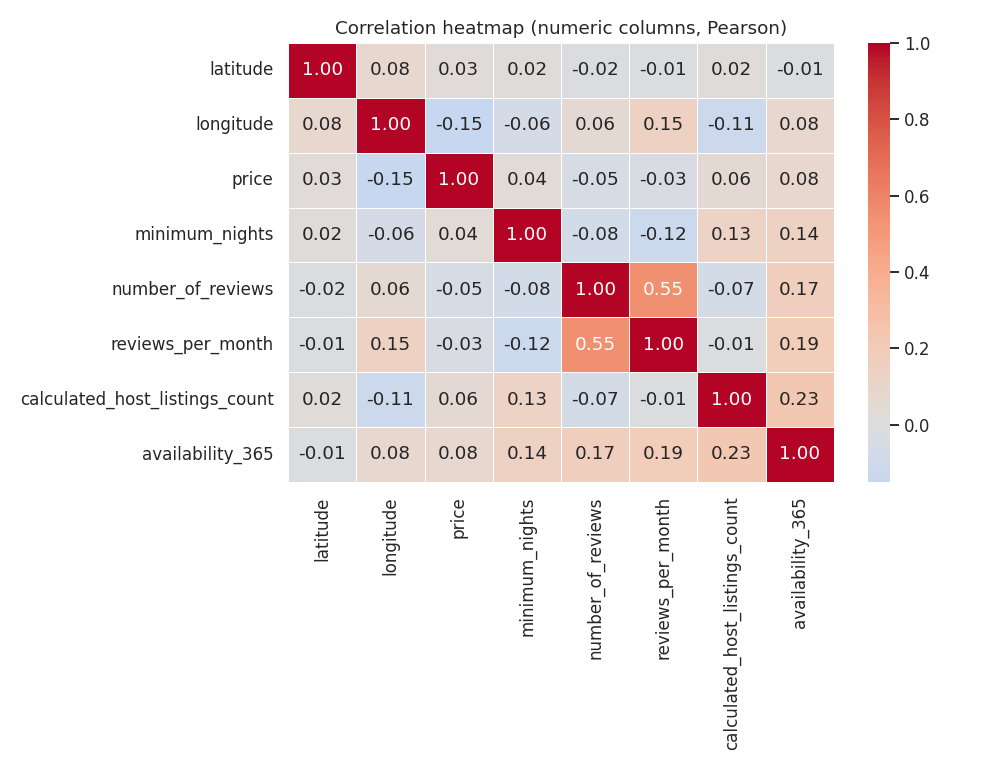 Correlation heatmap (numeric columns, Pearson)
latitude 1.00 0.08 0.03 0.02 -0.02 -0.01 0.02 -0.01
longitude 0.08 1.00 -0.15 -0.06 0.06 0.15 -0.11 0.08
price 0.03 -0.15 1.00 0.04 -0.05 -0.03 0.06 0.08
minimum_nights 0.02 -0.06 0.04 1.00 -0.08 -0.12 0.13 0.14
number_of_reviews -0.02 0.06 -0.05 -0.08 1.00 0.55 -0.07 0.17
reviews_per_month -0.01 0.15 -0.03 -0.12 0.55 1.00 -0.01 0.19
calculated_host_listings_count 0.02 -0.11 0.06 0.13 -0.07 -0.01 1.00 0.23
availability_365 -0.01 0.08 0.08 0.14 0.17 0.19 0.23 1.00
latitude
longitude
price
minimum_nights
number_of_reviews
reviews_per_month
calculated_host_listings_count
availability_365
1.0
0.8
0.6
0.4
0.2
0.0